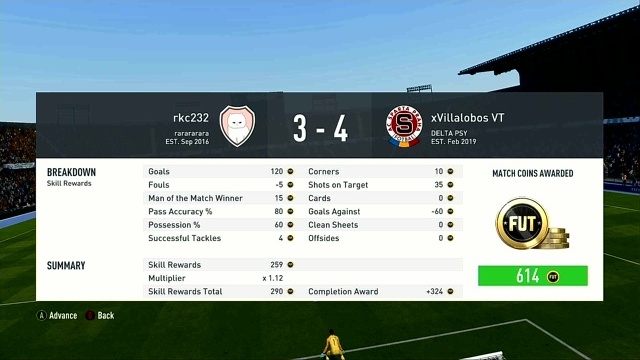 rkc232
rararara
EST. Sep 2016
3 - 4
xVillalobos VT
DELTA PSY
EST. Feb 2019
BREAKDOWN
Skill Rewards
Goals 120
Fouls -5
Man of the Match Winner 15
Pass Accuracy % 80
Possession % 60
Successful Tackles 4
Corners 10
Shots on Target 35
Cards 0
Goals Against -60
Clean Sheets 0
Offsides 0
SUMMARY
Skill Rewards 259
Multiplier x 1.12
Skill Rewards Total 290
Completion Award +324
MATCH COINS AWARDED
FUT
614
A Advance B Back